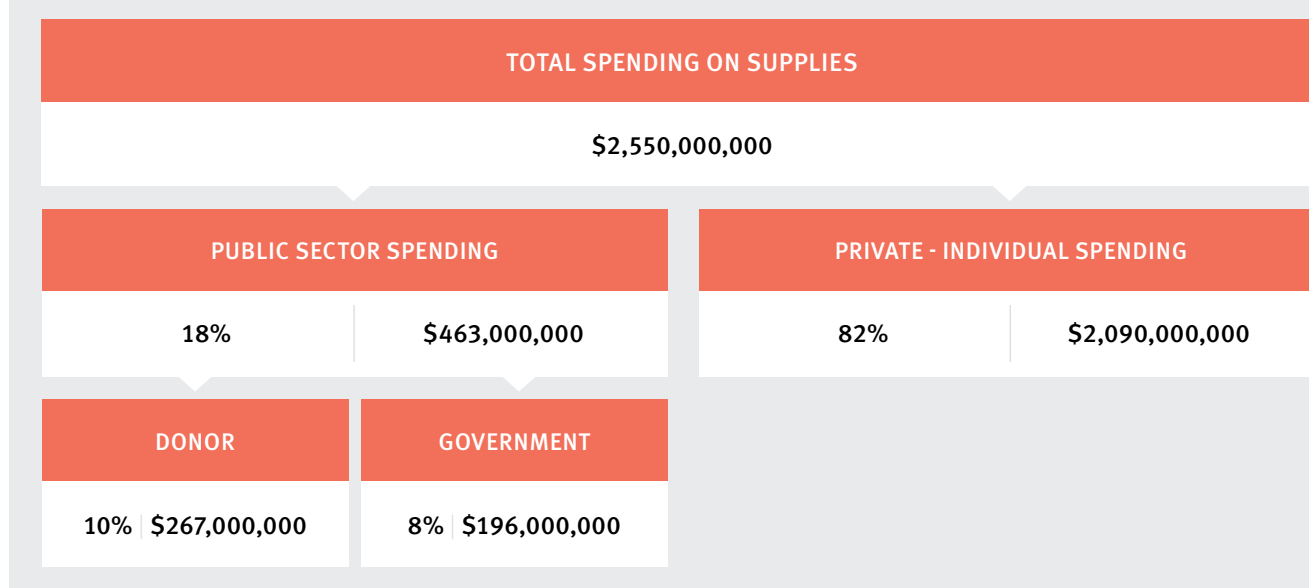 TOTAL SPENDING ON SUPPLIES
$2,550,000,000
PUBLIC SECTOR SPENDING
18% $463,000,000
PRIVATE - INDIVIDUAL SPENDING
82% $2,090,000,000
DONOR
10% $267,000,000
GOVERNMENT
8% $196,000,000